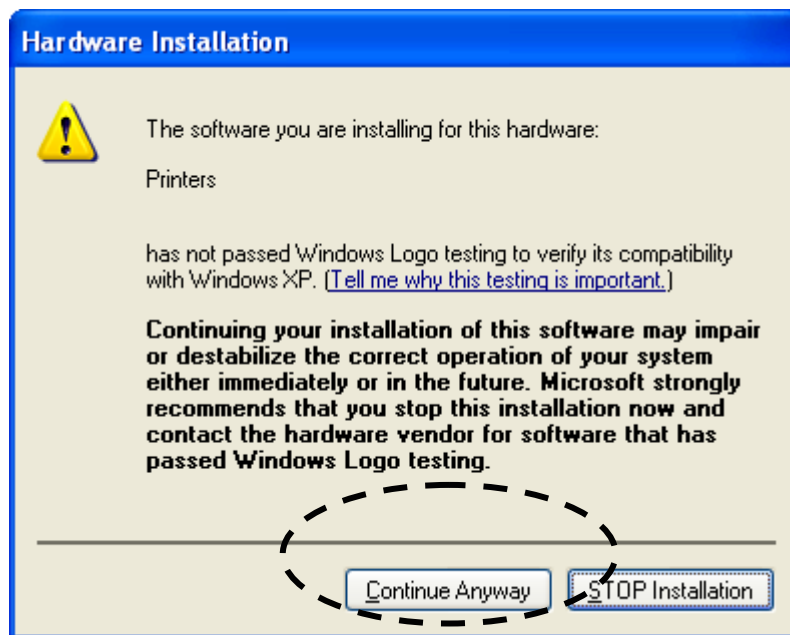 Hardware Installation
The software you are installing for this hardware:
Printers
has not passed Windows Logo testing to verify its compatibility
with Windows XP. (Tell me why this testing is important.)
Continuing your installation of this software may impair
or destabilize the correct operation of your system
either immediately or in the future. Microsoft strongly
recommends that you stop this installation now and
contact the hardware vendor for software that has
passed Windows Logo testing.
Continue Anyway
STOP Installation